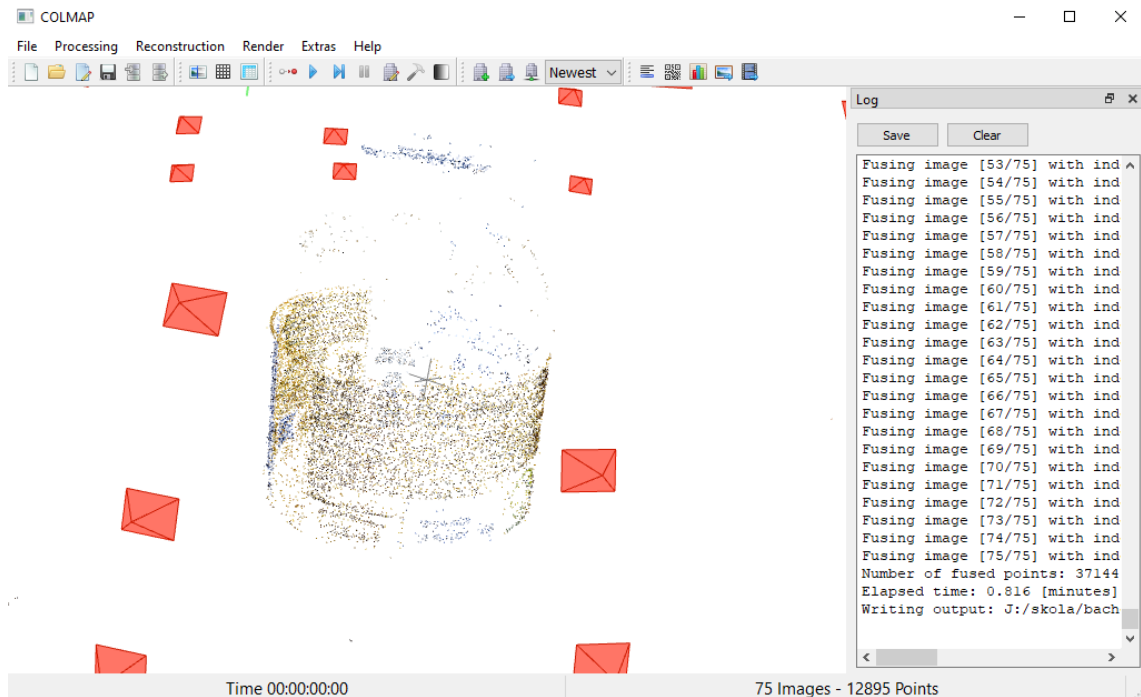 COLMAP
File Processing Reconstruction Render Extras Help
Newest
Log
Save Clear
Fusing image [53/75] with ind
Fusing image [54/75] with ind
Fusing image [55/75] with ind
Fusing image [56/75] with ind
Fusing image [57/75] with ind
Fusing image [58/75] with ind
Fusing image [59/75] with ind
Fusing image [60/75] with ind
Fusing image [61/75] with ind
Fusing image [62/75] with ind
Fusing image [63/75] with ind
Fusing image [64/75] with ind
Fusing image [65/75] with ind
Fusing image [66/75] with ind
Fusing image [67/75] with ind
Fusing image [68/75] with ind
Fusing image [69/75] with ind
Fusing image [70/75] with ind
Fusing image [71/75] with ind
Fusing image [72/75] with ind
Fusing image [73/75] with ind
Fusing image [74/75] with ind
Fusing image [75/75] with ind
Number of fused points: 37144
Elapsed time: 0.816 [minutes]
Writing output: J:/skola/bach
Time 00:00:00:00
75 Images - 12895 Points